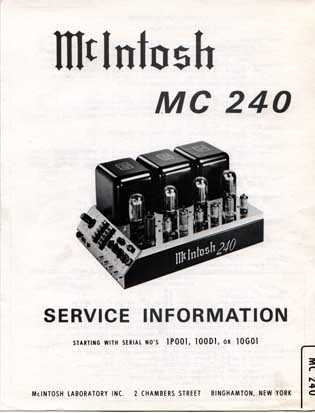 McIntosh
MC 240
McIntosh 240
SERVICE INFORMATION
STARTING WITH SERIAL NO'S 1P001, 100D1, OR 10G01
MC 240
McINTOSH LABORATORY INC. 2 CHAMBERS STREET BINGHAMTON, NEW YORK